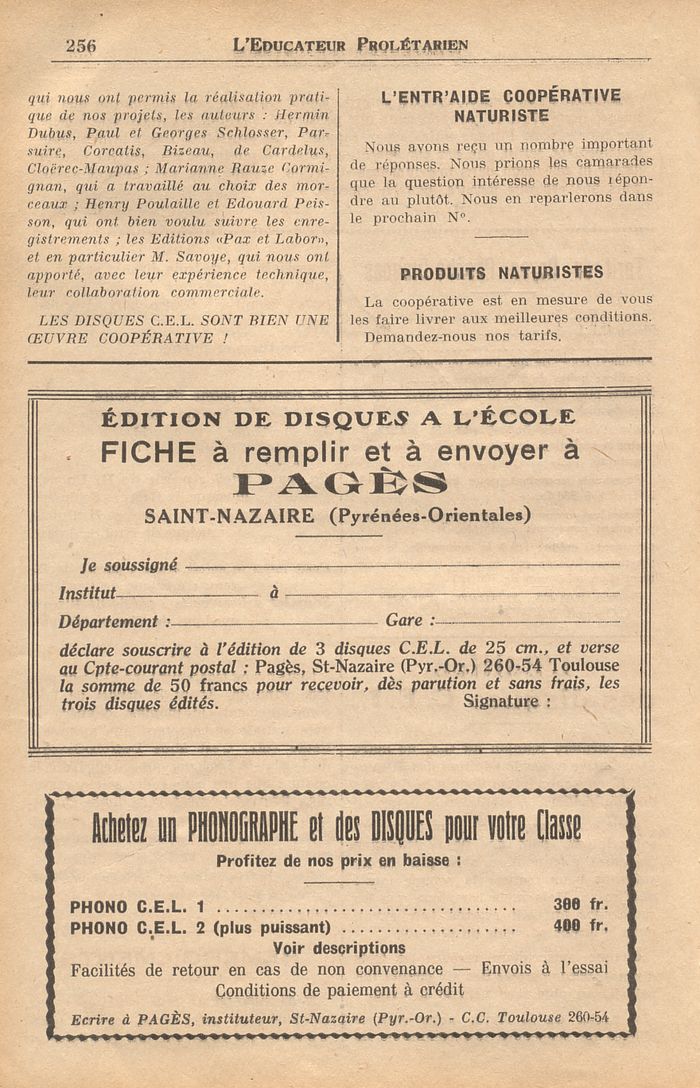 256
L'Educateur Prolétarien
qui nous ont permis la réalisation prati-
que de nos projets, les auteurs : Hermin
Dubus, Paul et Georges Schlosser, Par-
suire, Corcatis, Bizeau, de Cardelus,
Cloërec-Maupas ; Marianne Rauze Cormi-
gnan, qui a travaillé au choix des mor-
ceaux ; Henry Poulaille et Edouard Peis-
son, qui ont bien voulu suivre les enre-
gistrements ; les Editions «Pax et Labor»,
et en particulier M. Savoye, qui nous ont
apporté, avec leur expérience technique,
leur collaboration commerciale.
LES DISQUES C.E.L. SONT BIEN UNE
ŒUVRE COOPÉRATIVE !
L'ENTR'AIDE COOPÉRATIVE
NATURISTE
Nous avons reçu un nombre important
de réponses. Nous prions les camarades
que la question intéresse de nous répon-
dre au plutôt. Nous en reparlerons dans
le prochain N°.
PRODUITS NATURISTES
La coopérative est en mesure de vous
les faire livrer aux meilleures conditions.
Demandez-nous nos tarifs.
ÉDITION DE DISQUES A L'ÉCOLE
FICHE à remplir et à envoyer à
PAGÈS
SAINT-NAZAIRE (Pyrénées-Orientales)
Je soussigné
Institut à
Département : Gare :
déclare souscrire à l'édition de 3 disques C.E.L. de 25 cm., et verse
au Cpte-courant postal : Pagès, St-Nazaire (Pyr.-Or.) 260-54 Toulouse
la somme de 50 francs pour recevoir, dès parution et sans frais, les
trois disques édités. Signature :
Achetez un PHONOGRAPHE et des DISQUES pour votre Classe
Profitez de nos prix en baisse :
PHONO C.E.L. 1 .................................. 300 fr.
PHONO C.E.L. 2 (plus puissant) .................... 400 fr.
Voir descriptions
Facilités de retour en cas de non convenance — Envois à l'essai
Conditions de paiement à crédit
Ecrire à PAGÈS, instituteur, St-Nazaire (Pyr.-Or.) - C.C. Toulouse 260-54